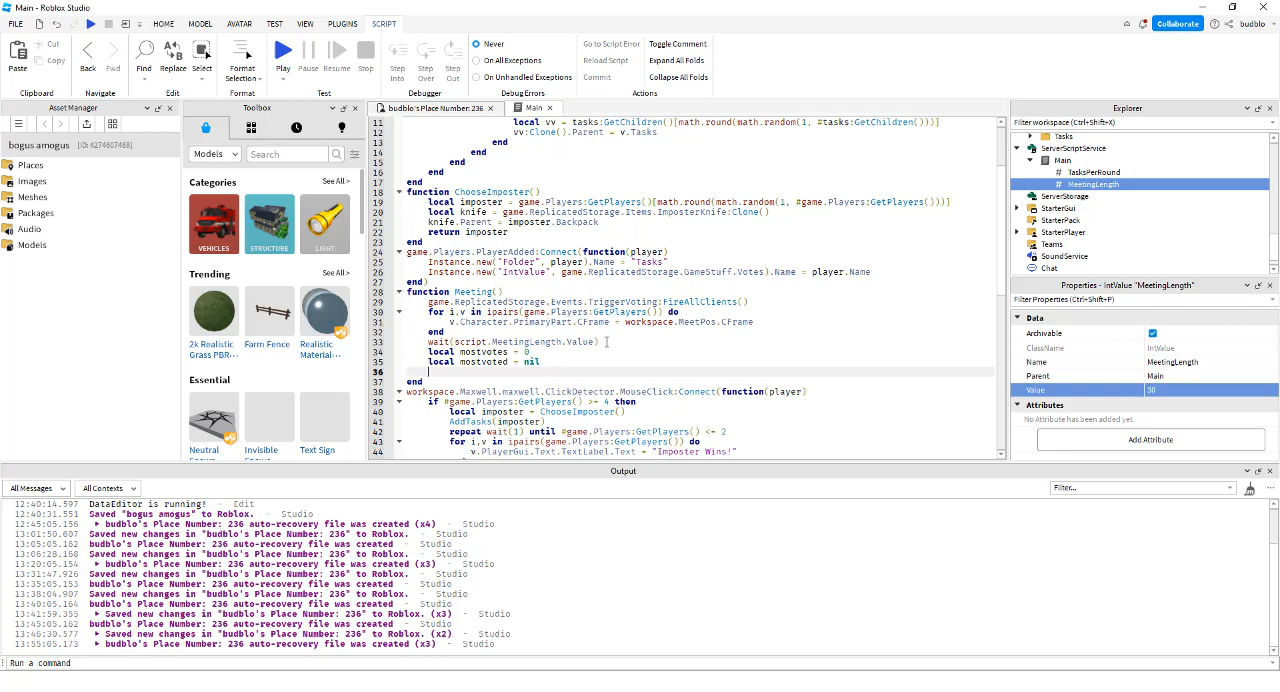 Main - Roblox Studio
FILE HOME MODEL AVATAR TEST VIEW PLUGINS SCRIPT Collaborate budblo
Paste Cut Copy Back Fwd Find Replace Select Format Selection Play Pause Resume Stop Step Into Step Over Step Out
Never
On All Exceptions
On Unhandled Exceptions
Go to Script Error
Reload Script
Commit
Toggle Comment
Expand All Folds
Collapse All Folds
Clipboard Navigate Edit Format Test Debugger Debug Errors Actions
Asset Manager
bogus amogus [ID: 4274607469]
Places
Images
Meshes
Packages
Audio
Models
Toolbox
Models Search
Categories See All >
VEHICLES STRUCTURE LIGHT
Trending See All >
2k Realistic Grass PBR···
Farm Fence
Realistic Material···
Essential See All >
Neutral
Invisible
Text Sign
budblo's Place Number: 236 × Main ×
11 local vv = tasks:GetChildren()[math.round(math.random(1, #tasks:GetChildren()))]
12 vv:Clone().Parent = v.Tasks
13 end
14 end
15 end
16 end
17 end
18 function ChooseImposter()
19 local imposter = game.Players:GetPlayers()[math.round(math.random(1, #game.Players:GetPlayers()))]
20 local knife = game.ReplicatedStorage.Items.ImposterKnife:Clone()
21 knife.Parent = imposter.Backpack
22 return imposter
23 end
24 game.Players.PlayerAdded:Connect(function(player)
25 Instance.new("Folder", player).Name = "Tasks"
26 Instance.new("IntValue", game.ReplicatedStorage.GameStuff.Votes).Name = player.Name
27 end)
28 function Meeting()
29 game.ReplicatedStorage.Events.TriggerVoting:FireAllClients()
30 for i,v in ipairs(game.Players:GetPlayers()) do
31 v.Character.PrimaryPart.CFrame = workspace.MeetPos.CFrame
32 end
33 wait(script.MeetingLength.Value)
34 local mostvotes = 0
35 local mostvoted = nil
36
37 end
38 workspace.Maxwell.maxwell.ClickDetector.MouseClick:Connect(function(player)
39 if #game.Players:GetPlayers() >= 4 then
40 local imposter = ChooseImposter()
41 AddTasks(imposter)
42 repeat wait(1) until #game.Players:GetPlayers() <= 2
43 for i,v in ipairs(game.Players:GetPlayers()) do
44 v.PlayerGui.Text.TextLabel.Text = "Imposter Wins!"
Explorer
Filter workspace (Ctrl+Shift+X)
Tasks
ServerScriptService
Main
TasksPerRound
MeetingLength
ServerStorage
StarterGui
StarterPack
StarterPlayer
Teams
SoundService
Chat
Properties - IntValue "MeetingLength"
Filter Properties (Ctrl+Shift+P)
Data
Archivable
ClassName IntValue
Name MeetingLength
Parent Main
Value 30
Attributes
No Attribute has been added yet.
Add Attribute
Output
All Messages All Contexts Filter...
12:40:14.597 DataEditor is running! - Edit
12:40:31.551 Saved "bogus amogus" to Roblox. - Studio
12:45:05.156 budblo's Place Number: 236 auto-recovery file was created (x4) - Studio
13:01:50.607 Saved new changes in "budblo's Place Number: 236" to Roblox. - Studio
13:05:05.162 budblo's Place Number: 236 auto-recovery file was created - Studio
13:06:28.168 Saved new changes in "budblo's Place Number: 236" to Roblox. - Studio
13:20:05.154 budblo's Place Number: 236 auto-recovery file was created (x3) - Studio
13:31:47.926 Saved new changes in "budblo's Place Number: 236" to Roblox. - Studio
13:35:05.153 budblo's Place Number: 236 auto-recovery file was created - Studio
13:38:04.907 Saved new changes in "budblo's Place Number: 236" to Roblox. - Studio
13:40:05.164 budblo's Place Number: 236 auto-recovery file was created - Studio
13:41:59.355 Saved new changes in "budblo's Place Number: 236" to Roblox. (x3) - Studio
13:45:05.162 budblo's Place Number: 236 auto-recovery file was created - Studio
13:46:30.577 Saved new changes in "budblo's Place Number: 236" to Roblox. (x2) - Studio
13:55:05.173 budblo's Place Number: 236 auto-recovery file was created (x3) - Studio
Run a command